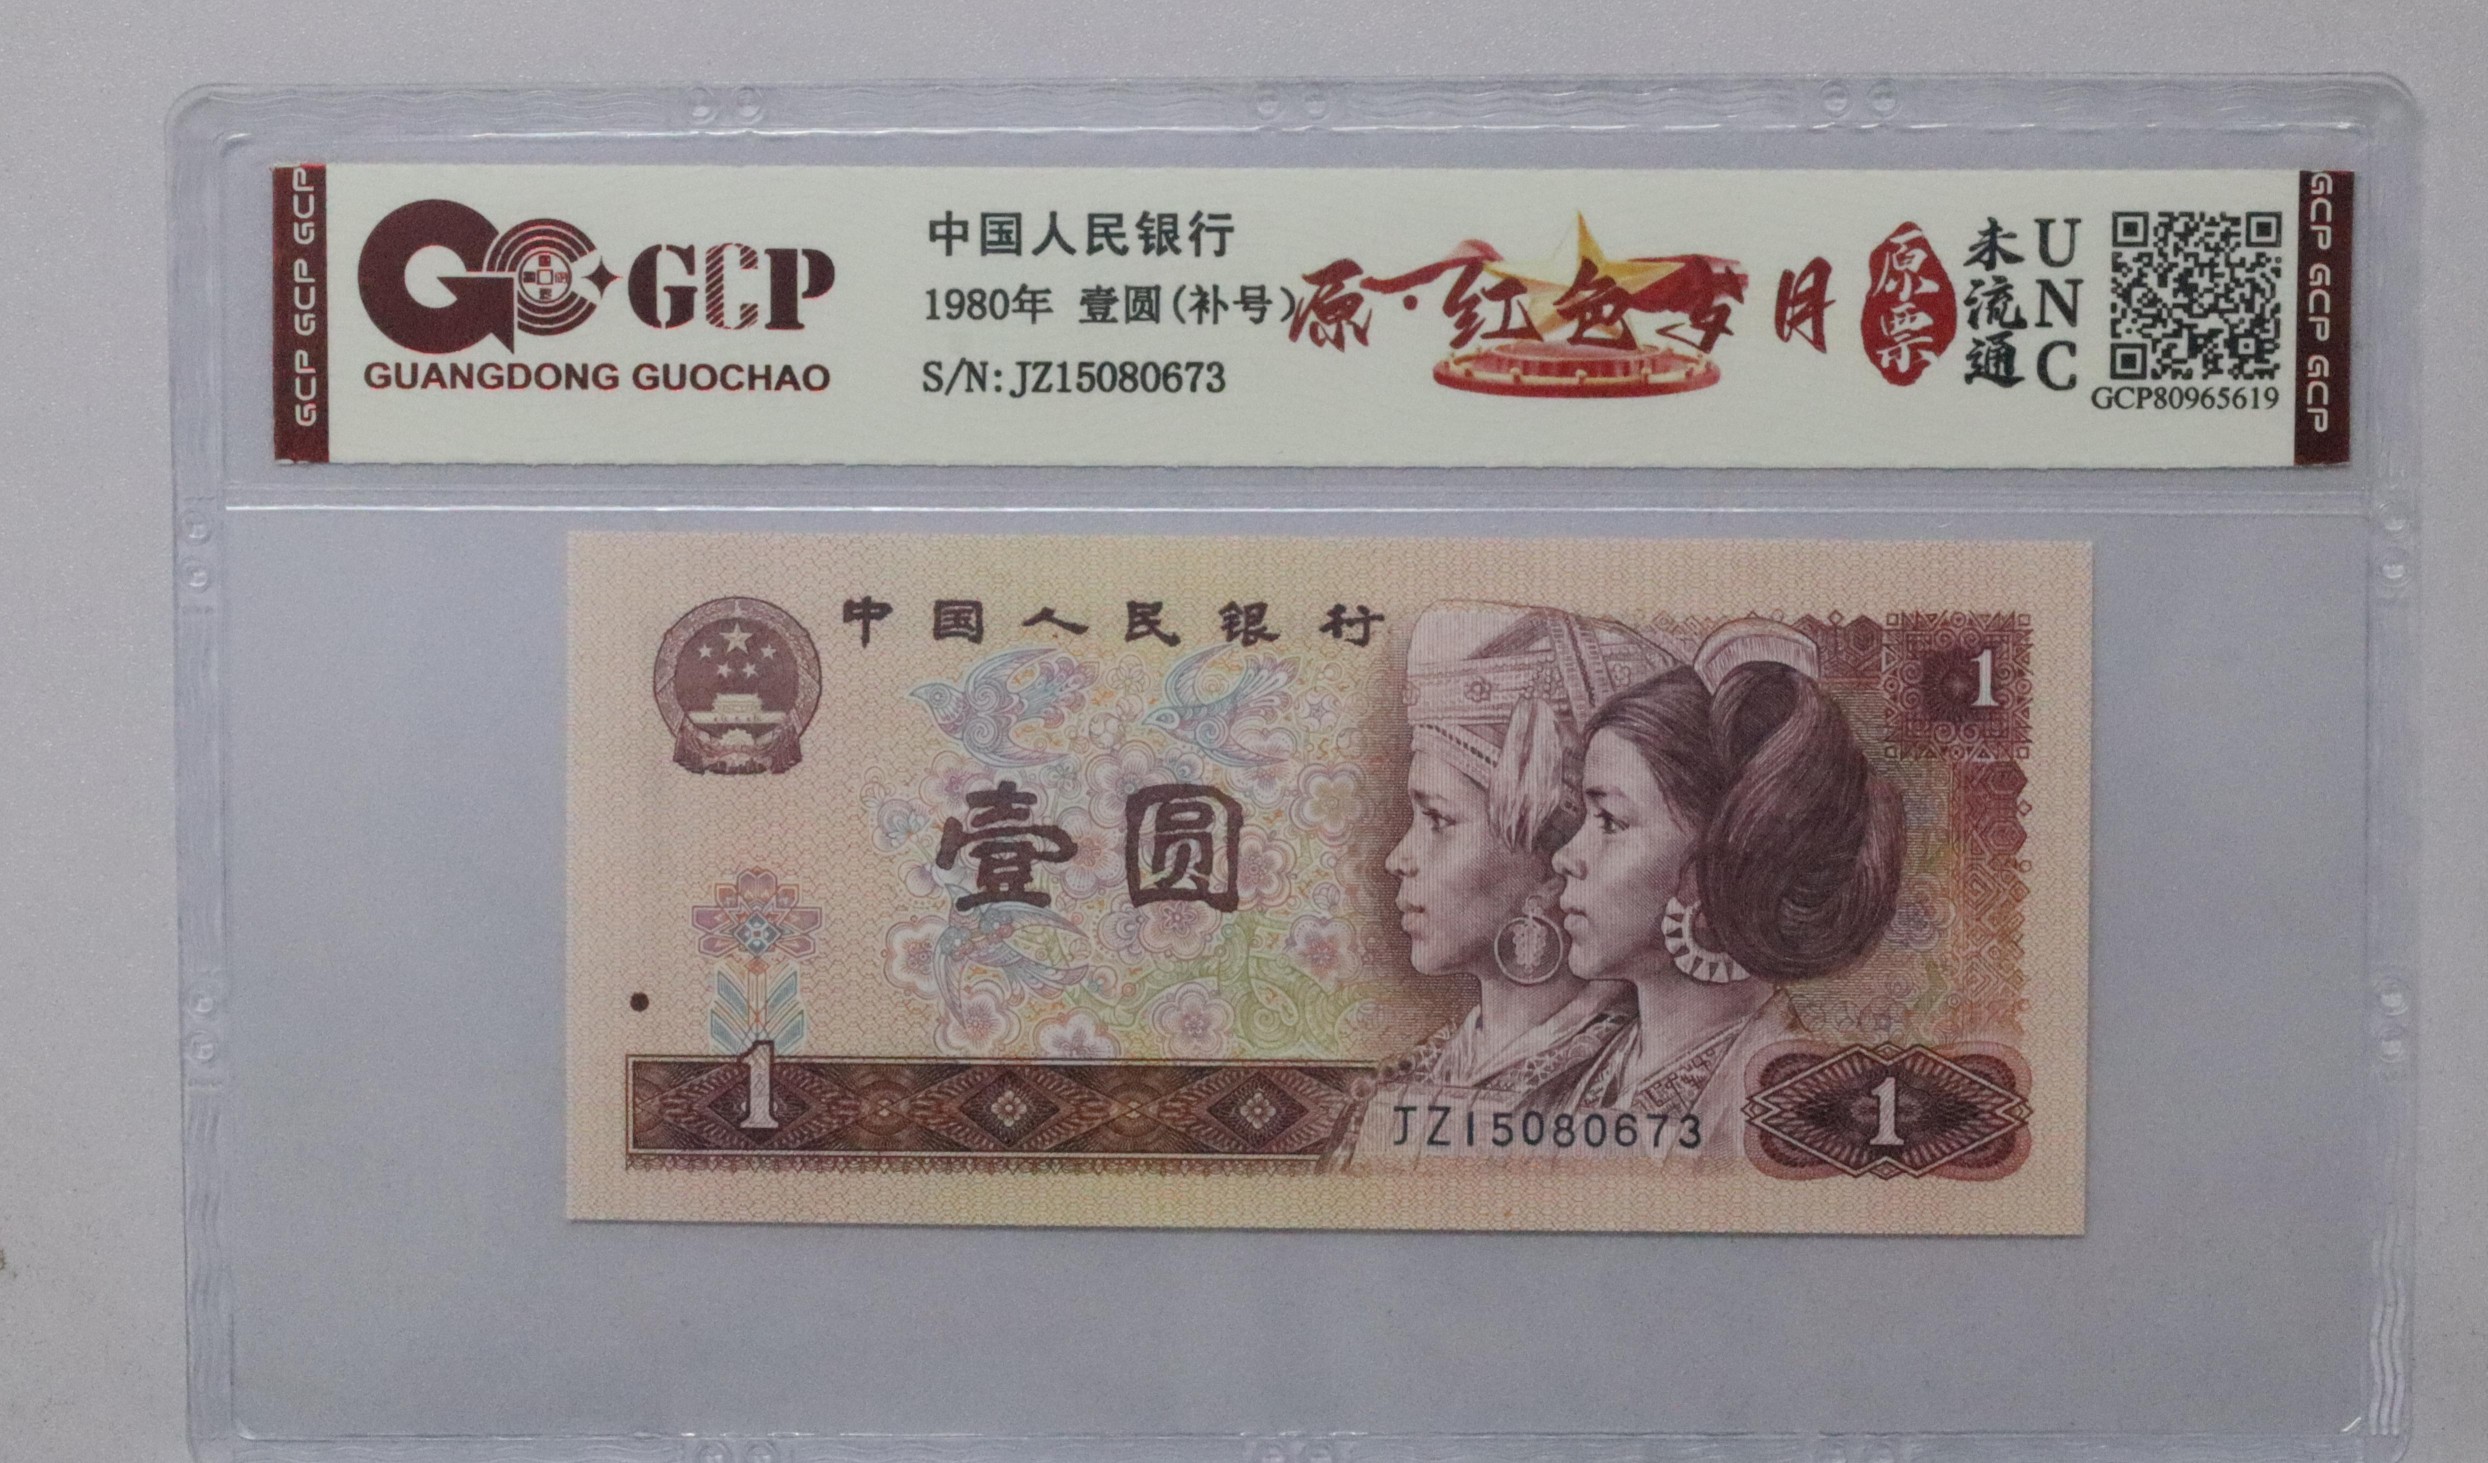 GCP GCP GCP
GCP
GUANGDONG GUOCHAO
中国人民银行
1980年 壹圆(补号)
S/N: JZ15080673
原·红色岁月
原票
未流通
UNC
GCP80965619
GCP GCP GCP
中国人民银行
1
壹圆
1
JZ15080673
1